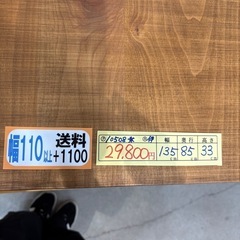 幅110以上 送料+1100
10508
幅 奥行 高さ
29,800円 135 85 33